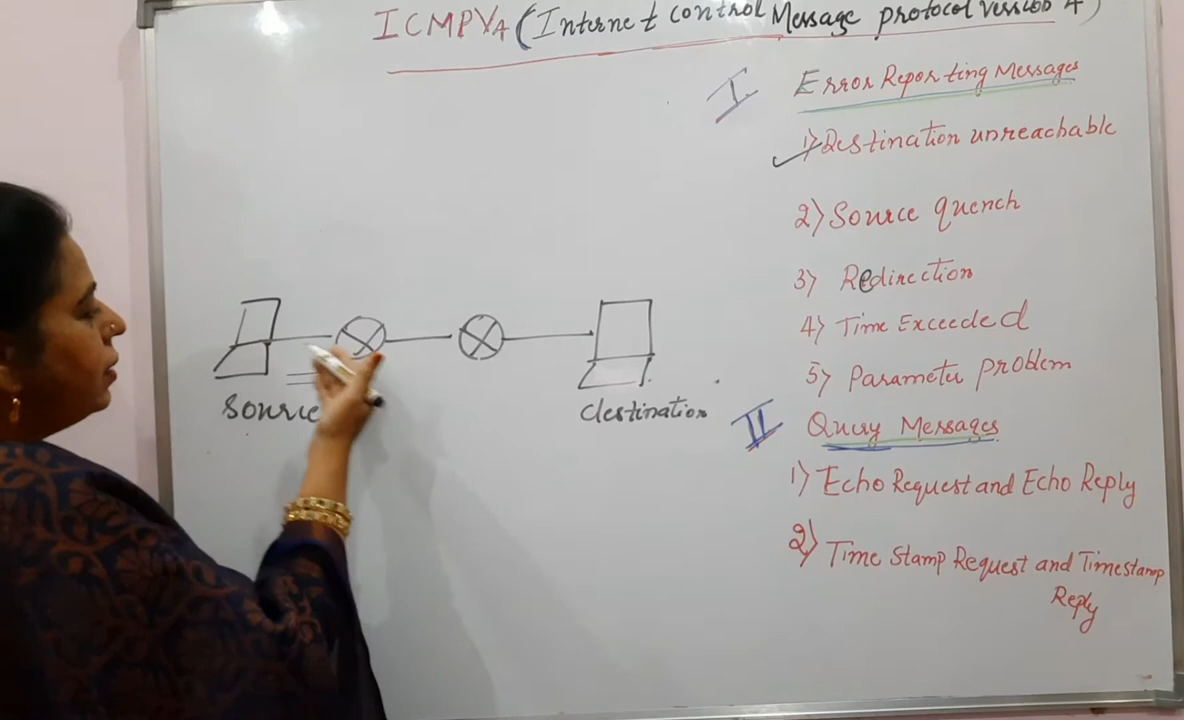 ICMPV4 (Internet control Message protocol version 4)
I Error Reporting Messages
1) Destination unreachable
2) Source quench
3) Redirection
4) Time Exceeded
5) Parameter problem
II Query Messages
1) Echo Request and Echo Reply
2) Time Stamp Request and Timestamp
Reply
Source
destination